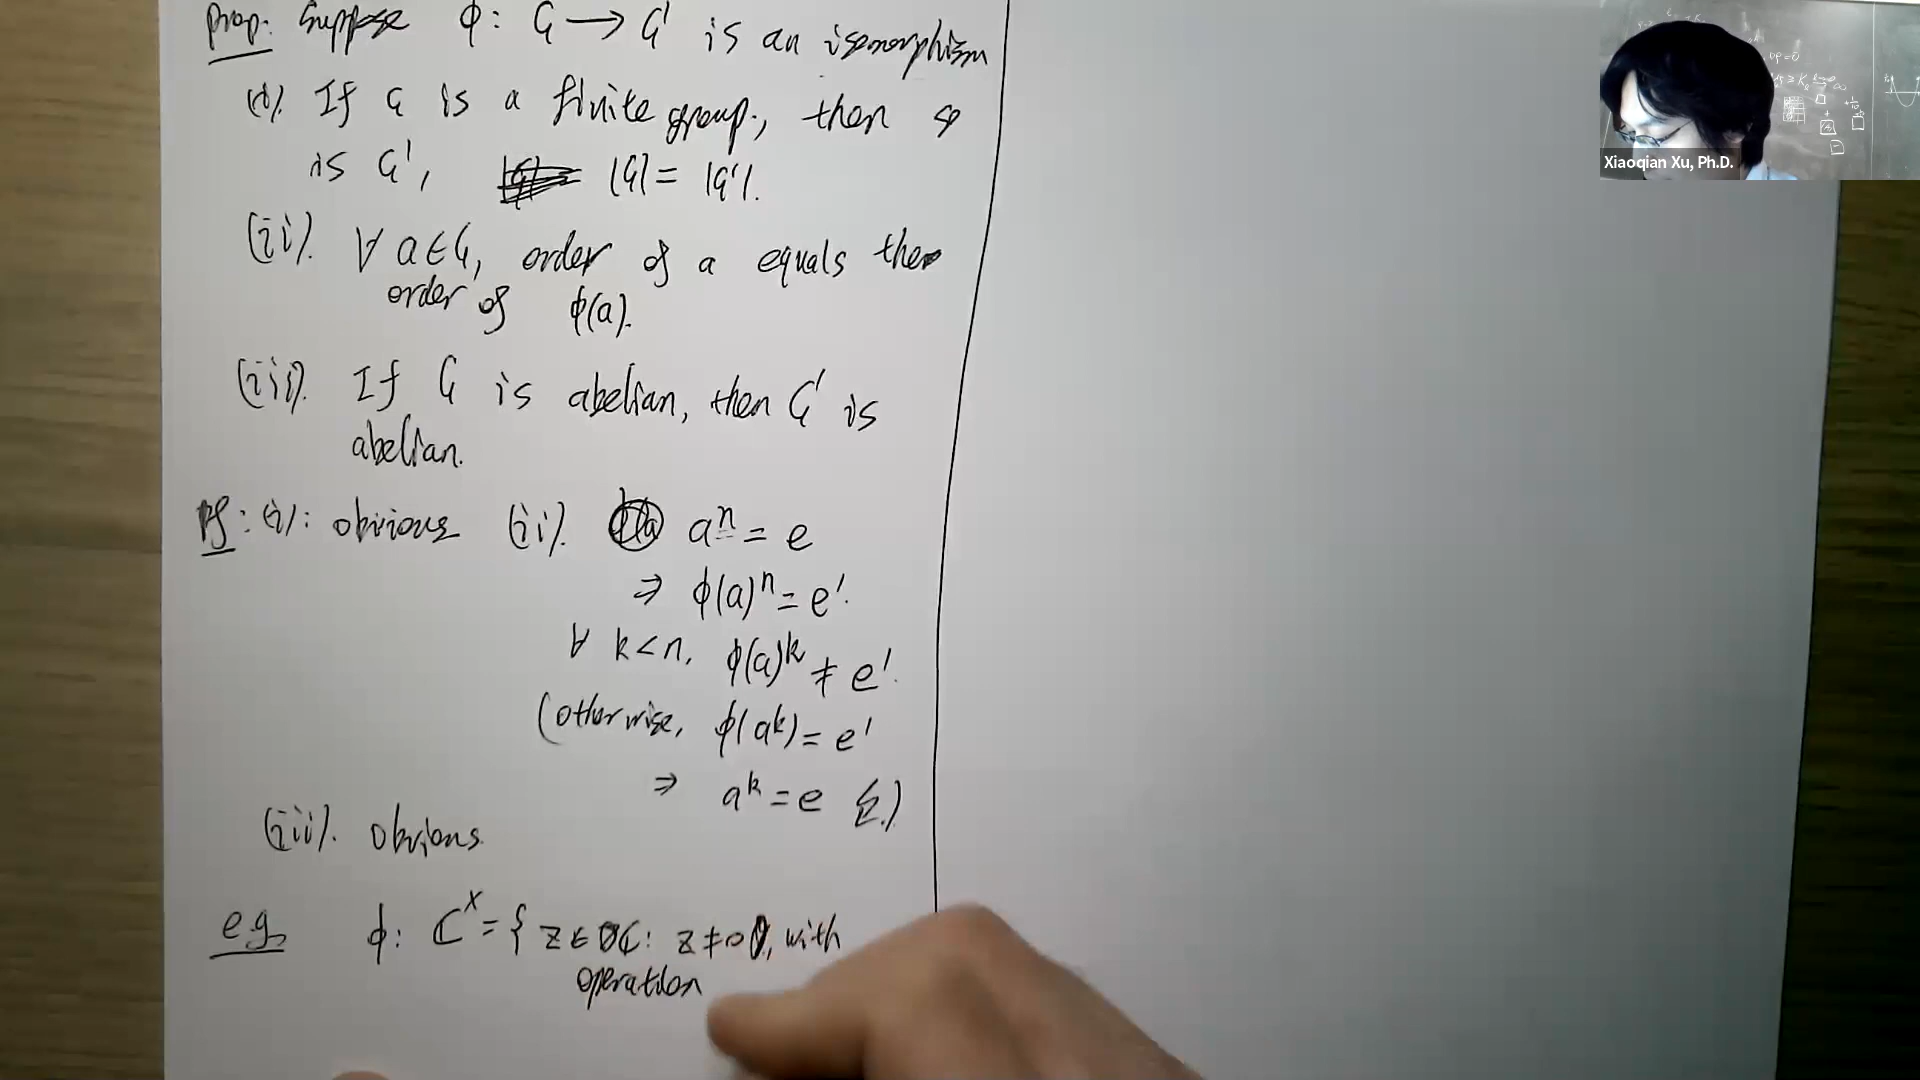 prop: Suppose φ: G → G' is an isomorphism
(i). If G is a finite group, then so
is G', |G| = |G'|.
(ii). ∀ a ∈ G, order of a equals the
order of φ(a).
(iii). If G is abelian, then G' is
abelian.
Pf: (i): obvious (ii). a^n = e
⇒ φ(a)^n = e'.
∀ k < n, φ(a)^k ≠ e'.
(otherwise, φ(a^k) = e'
⇒ a^k = e ↯.)
(iii). obvious.
e.g. φ: C^× = { z ∈ C: z ≠ 0 }, with
operation
Xiaoqian Xu, Ph.D.